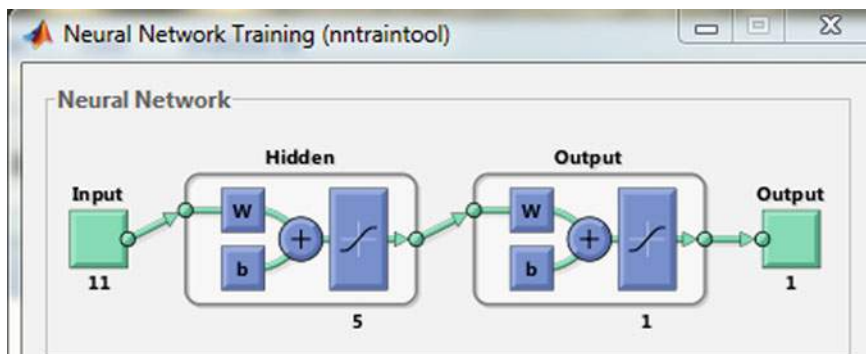 Neural Network Training (nntraintool)
Neural Network
Hidden
Output
Input
Output
W
W
b
b
11
5
1
1